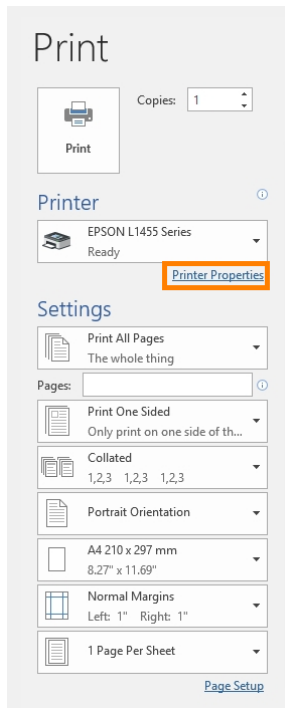 Print
Copies: 1
Print
Printer
EPSON L1455 Series
Ready
Printer Properties
Settings
Print All Pages
The whole thing
Pages:
Print One Sided
Only print on one side of th...
Collated
1,2,3 1,2,3 1,2,3
Portrait Orientation
A4 210 x 297 mm
8.27" x 11.69"
Normal Margins
Left: 1" Right: 1"
1 Page Per Sheet
Page Setup